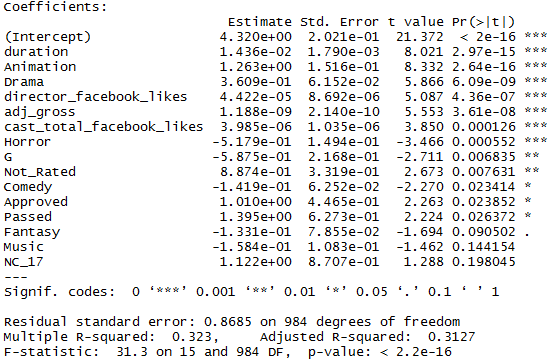 Coefficients:
Estimate Std. Error t value Pr(>|t|)
(Intercept) 4.320e+00 2.021e-01 21.372 < 2e-16 ***
duration 1.436e-02 1.790e-03 8.021 2.97e-15 ***
Animation 1.263e+00 1.516e-01 8.332 2.64e-16 ***
Drama 3.609e-01 6.152e-02 5.866 6.09e-09 ***
director_facebook_likes 4.422e-05 8.692e-06 5.087 4.36e-07 ***
adj_gross 1.188e-09 2.140e-10 5.553 3.61e-08 ***
cast_total_facebook_likes 3.985e-06 1.035e-06 3.850 0.000126 ***
Horror -5.179e-01 1.494e-01 -3.466 0.000552 ***
G -5.875e-01 2.168e-01 -2.711 0.006835 **
Not_Rated 8.874e-01 3.319e-01 2.673 0.007631 **
Comedy -1.419e-01 6.252e-02 -2.270 0.023414 *
Approved 1.010e+00 4.465e-01 2.263 0.023852 *
Passed 1.395e+00 6.273e-01 2.224 0.026372 *
Fantasy -1.331e-01 7.855e-02 -1.694 0.090502 .
Music -1.584e-01 1.083e-01 -1.462 0.144154
NC_17 1.122e+00 8.707e-01 1.288 0.198045
---
Signif. codes: 0 ‘***’ 0.001 ‘**’ 0.01 ‘*’ 0.05 ‘.’ 0.1 ‘ ’ 1
Residual standard error: 0.8685 on 984 degrees of freedom
Multiple R-squared: 0.323, Adjusted R-squared: 0.3127
F-statistic: 31.3 on 15 and 984 DF, p-value: < 2.2e-16